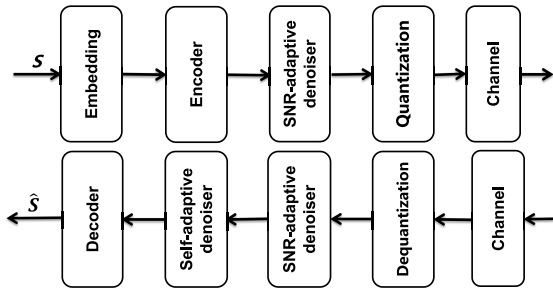 S
Embedding
Encoder
SNR-adaptive
denoiser
Quantization
Channel
Ŝ
Decoder
Self-adaptive
denoiser
SNR-adaptive
denoiser
Dequantization
Channel